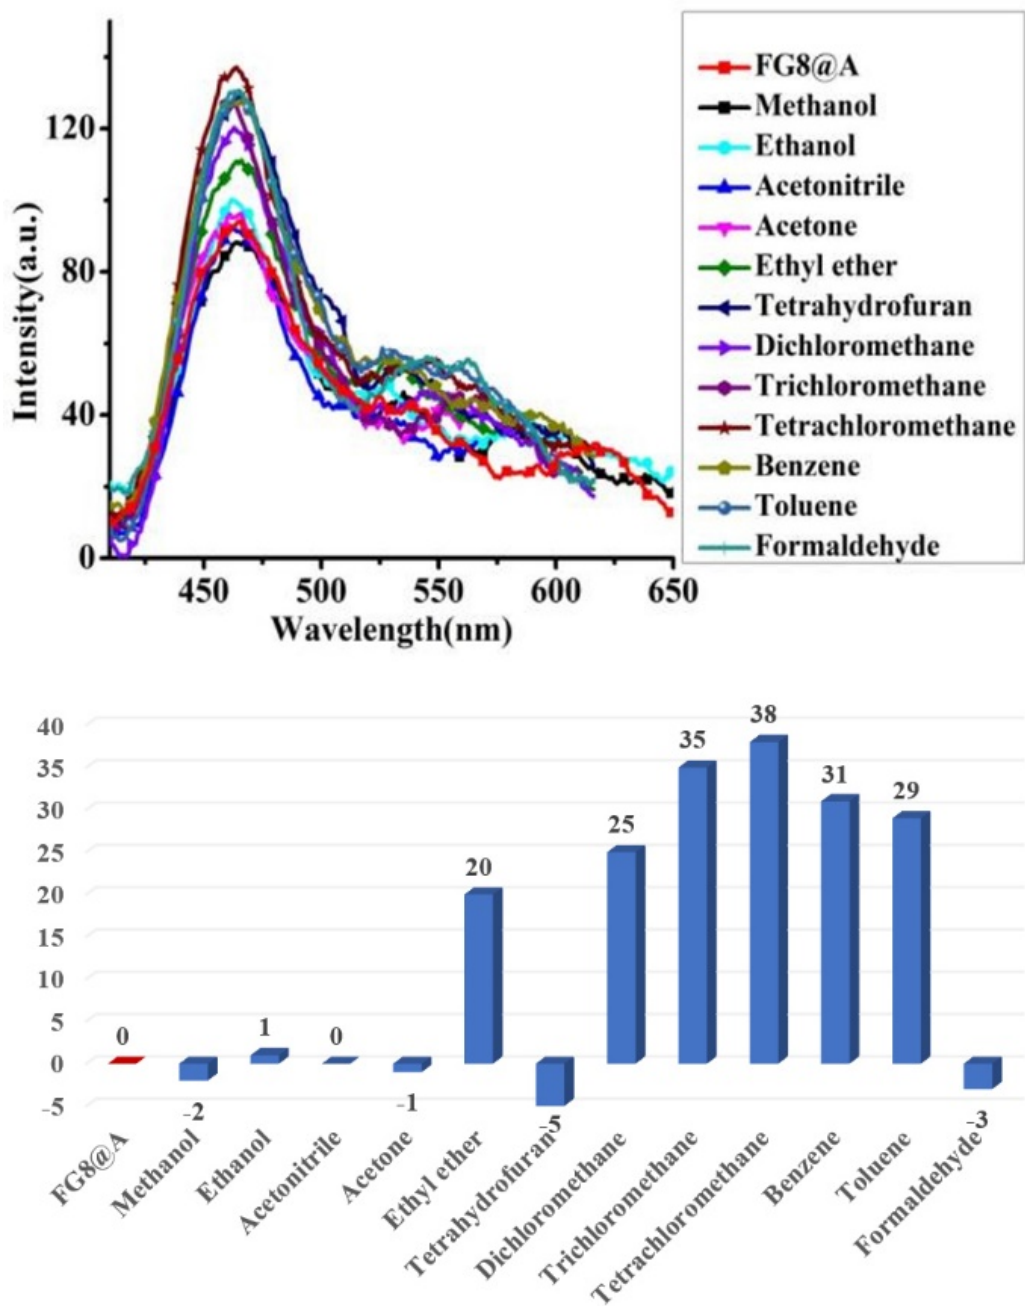 120
80
40
0
Intensity(a.u.)
450 500 550 600 650
Wavelength(nm)
FG8@A
Methanol
Ethanol
Acetonitrile
Acetone
Ethyl ether
Tetrahydrofuran
Dichloromethane
Trichloromethane
Tetrachloromethane
Benzene
Toluene
Formaldehyde
40
35
30
25
20
15
10
5
0
-5
0
-2
1
0
-1
20
-5
25
35
38
31
29
-3
FG8@A
Methanol
Ethanol
Acetonitrile
Acetone
Ethyl ether
Tetrahydrofuran
Dichloromethane
Trichloromethane
Tetrachloromethane
Benzene
Toluene
Formaldehyde